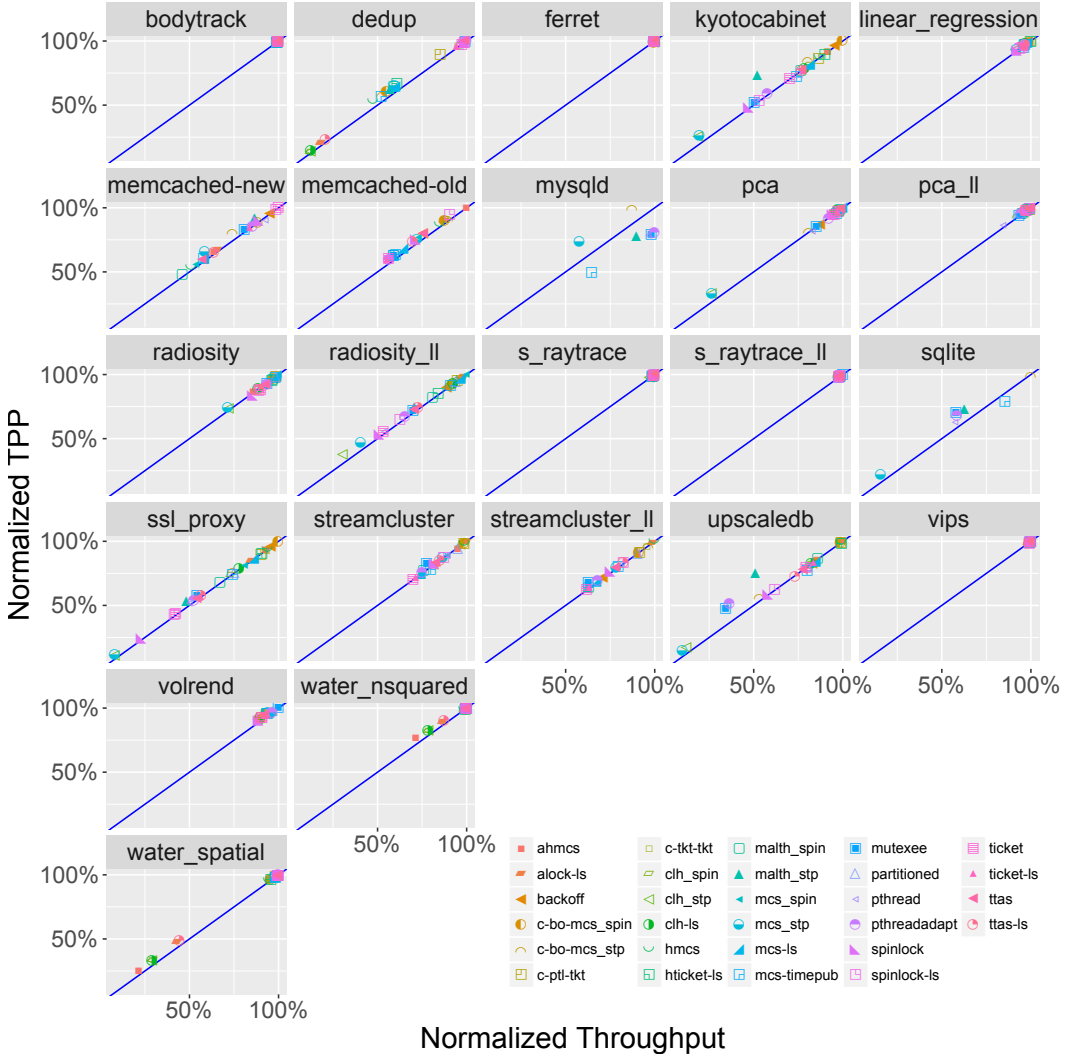 bodytrack dedup ferret kyotocabinet linear_regression
100%
50%
memcached-new memcached-old mysqld pca pca_ll
100%
50%
radiosity radiosity_ll s_raytrace s_raytrace_ll sqlite
100%
50%
ssl_proxy streamcluster streamcluster_ll upscaledb vips
100%
50%
50% 100% 50% 100% 50% 100%
volrend water_nsquared
100%
50%
50% 100%
water_spatial
100%
50%
50% 100%
Normalized TPP
Normalized Throughput
ahmcs c-tkt-tkt malth_spin mutexee ticket
alock-ls clh_spin malth_stp partitioned ticket-ls
backoff clh_stp mcs_spin pthread ttas
c-bo-mcs_spin clh-ls mcs_stp pthreadadapt ttas-ls
c-bo-mcs_stp hmcs mcs-ls spinlock
c-ptl-tkt hticket-ls mcs-timepub spinlock-ls